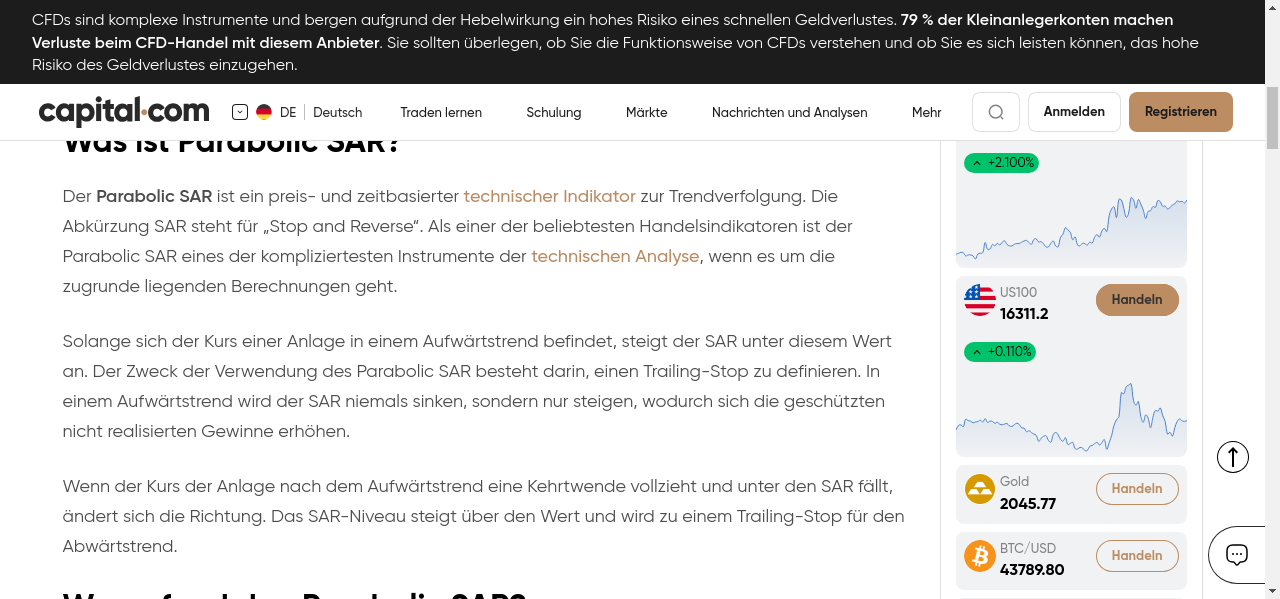 CFDs sind komplexe Instrumente und bergen aufgrund der Hebelwirkung ein hohes Risiko eines schnellen Geldverlustes. 79 % der Kleinanlegerkonten machen
Verluste beim CFD-Handel mit diesem Anbieter. Sie sollten überlegen, ob Sie die Funktionsweise von CFDs verstehen und ob Sie es sich leisten können, das hohe
Risiko des Geldverlustes einzugehen.
capital.com
DE
Deutsch
Traden lernen
Schulung
Märkte
Nachrichten und Analysen
Mehr
Anmelden
Registrieren
Was ist Parabolic SAR?
Der Parabolic SAR ist ein preis- und zeitbasierter technischer Indikator zur Trendverfolgung. Die
Abkürzung SAR steht für „Stop and Reverse“. Als einer der beliebtesten Handelsindikatoren ist der
Parabolic SAR eines der kompliziertesten Instrumente der technischen Analyse, wenn es um die
zugrunde liegenden Berechnungen geht.
Solange sich der Kurs einer Anlage in einem Aufwärtstrend befindet, steigt der SAR unter diesem Wert
an. Der Zweck der Verwendung des Parabolic SAR besteht darin, einen Trailing-Stop zu definieren. In
einem Aufwärtstrend wird der SAR niemals sinken, sondern nur steigen, wodurch sich die geschützten
nicht realisierten Gewinne erhöhen.
Wenn der Kurs der Anlage nach dem Aufwärtstrend eine Kehrtwende vollzieht und unter den SAR fällt,
ändert sich die Richtung. Das SAR-Niveau steigt über den Wert und wird zu einem Trailing-Stop für den
Abwärtstrend.
+2.100%
US100
16311.2
Handeln
+0.110%
Gold
2045.77
Handeln
BTC/USD
43789.80
Handeln